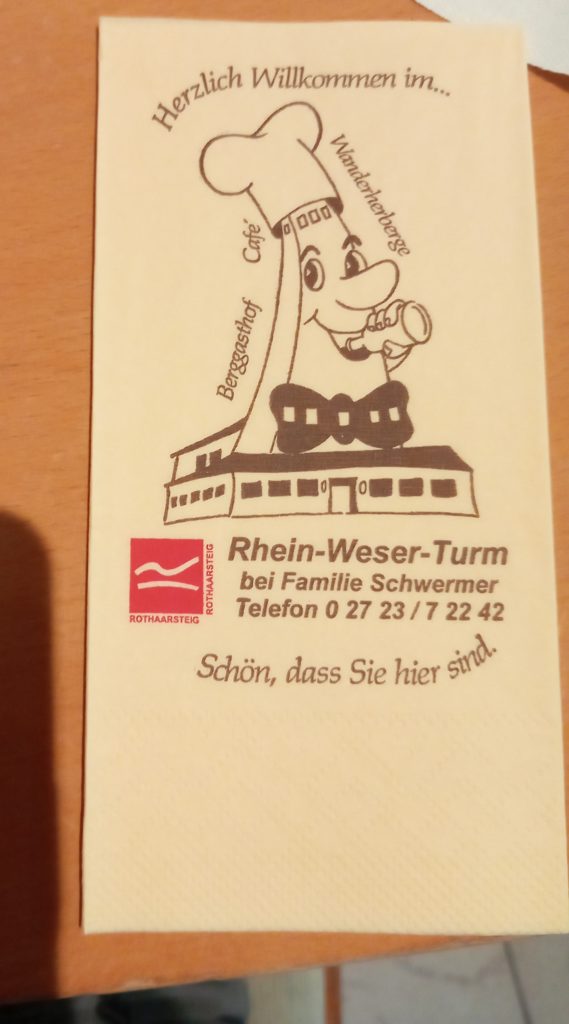 Herzlich Willkommen im...
Wanderherberge
Café
Berggasthof
Rhein-Weser-Turm
bei Familie Schwermer
Telefon 0 27 23 / 7 22 42
ROTHAARSTEIG
ROTHAARSTEIG
Schön, dass Sie hier sind.